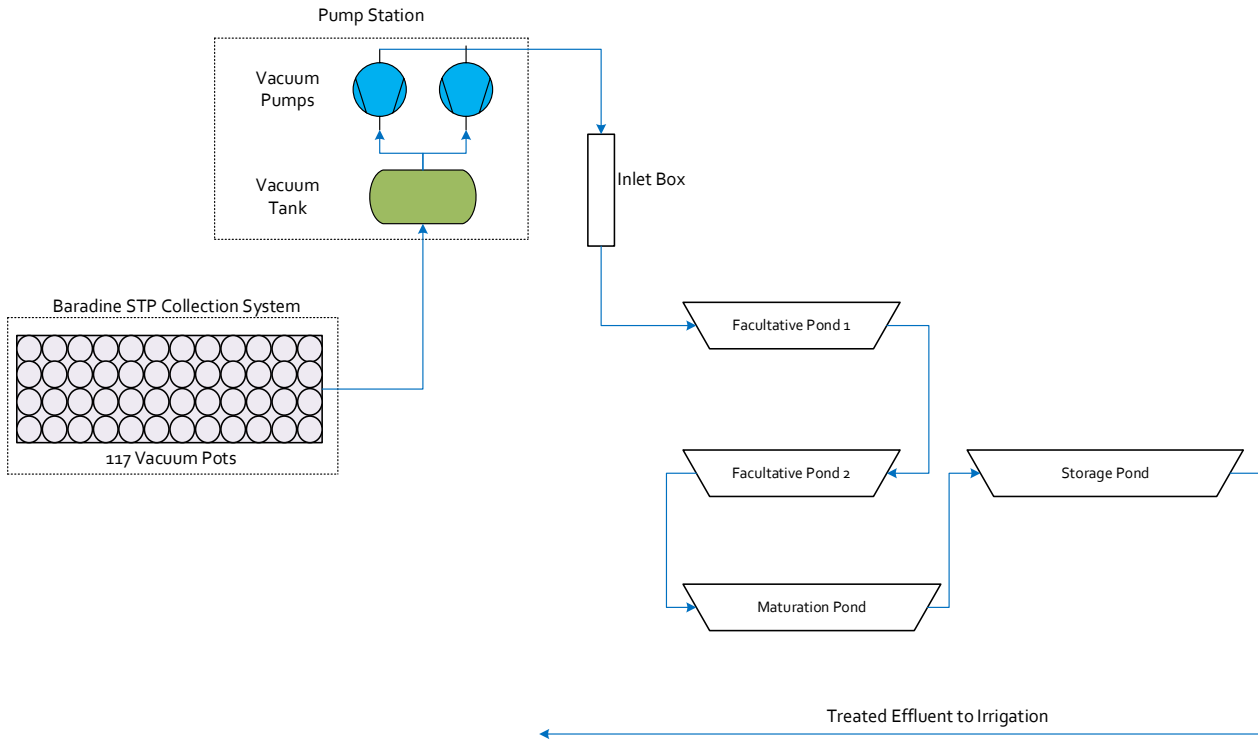 Pump Station
Vacuum
Pumps
Vacuum
Tank
Inlet Box
Baradine STP Collection System
117 Vacuum Pots
Facultative Pond 1
Facultative Pond 2
Storage Pond
Maturation Pond
Treated Effluent to Irrigation